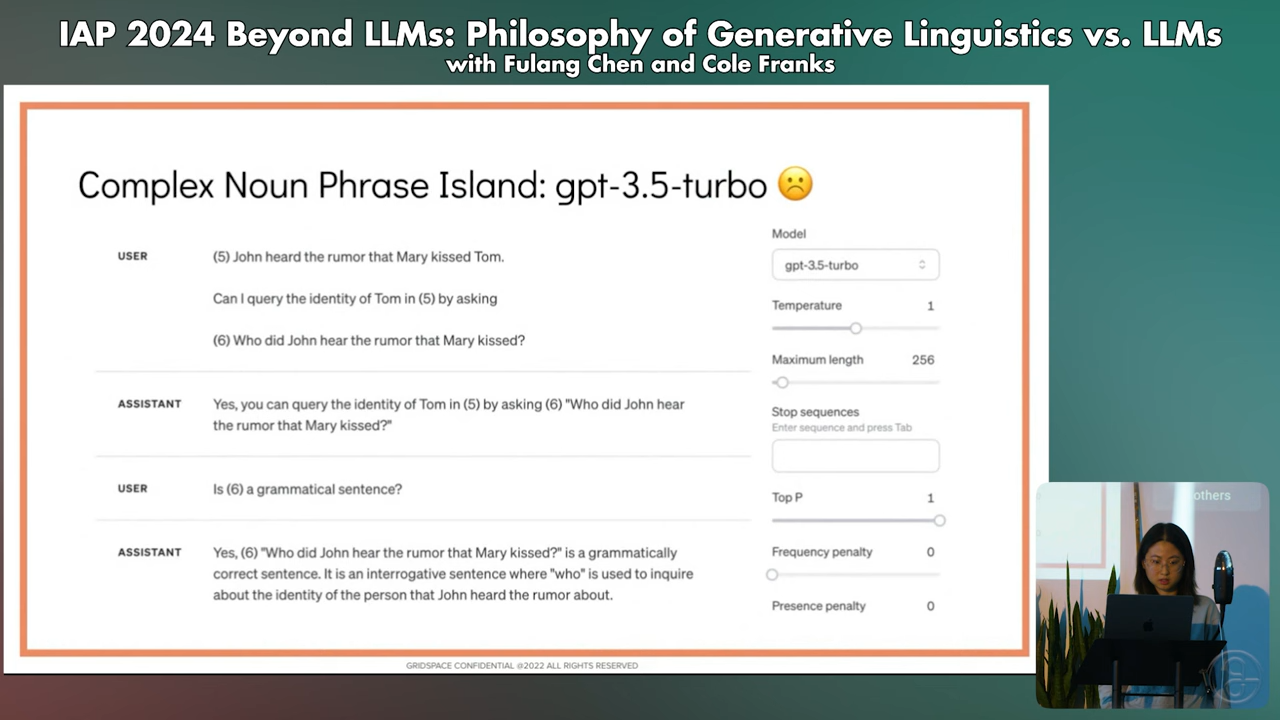 IAP 2024 Beyond LLMs: Philosophy of Generative Linguistics vs. LLMs
with Fulang Chen and Cole Franks
Complex Noun Phrase Island: gpt-3.5-turbo ☹️
USER
(5) John heard the rumor that Mary kissed Tom.
Can I query the identity of Tom in (5) by asking
(6) Who did John hear the rumor that Mary kissed?
ASSISTANT
Yes, you can query the identity of Tom in (5) by asking (6) "Who did John hear
the rumor that Mary kissed?"
USER
Is (6) a grammatical sentence?
ASSISTANT
Yes, (6) "Who did John hear the rumor that Mary kissed?" is a grammatically
correct sentence. It is an interrogative sentence where "who" is used to inquire
about the identity of the person that John heard the rumor about.
Model
gpt-3.5-turbo
Temperature 1
Maximum length 256
Stop sequences
Enter sequence and press Tab
Top P 1
Frequency penalty 0
Presence penalty 0
GRIDSPACE CONFIDENTIAL @2022 ALL RIGHTS RESERVED
others